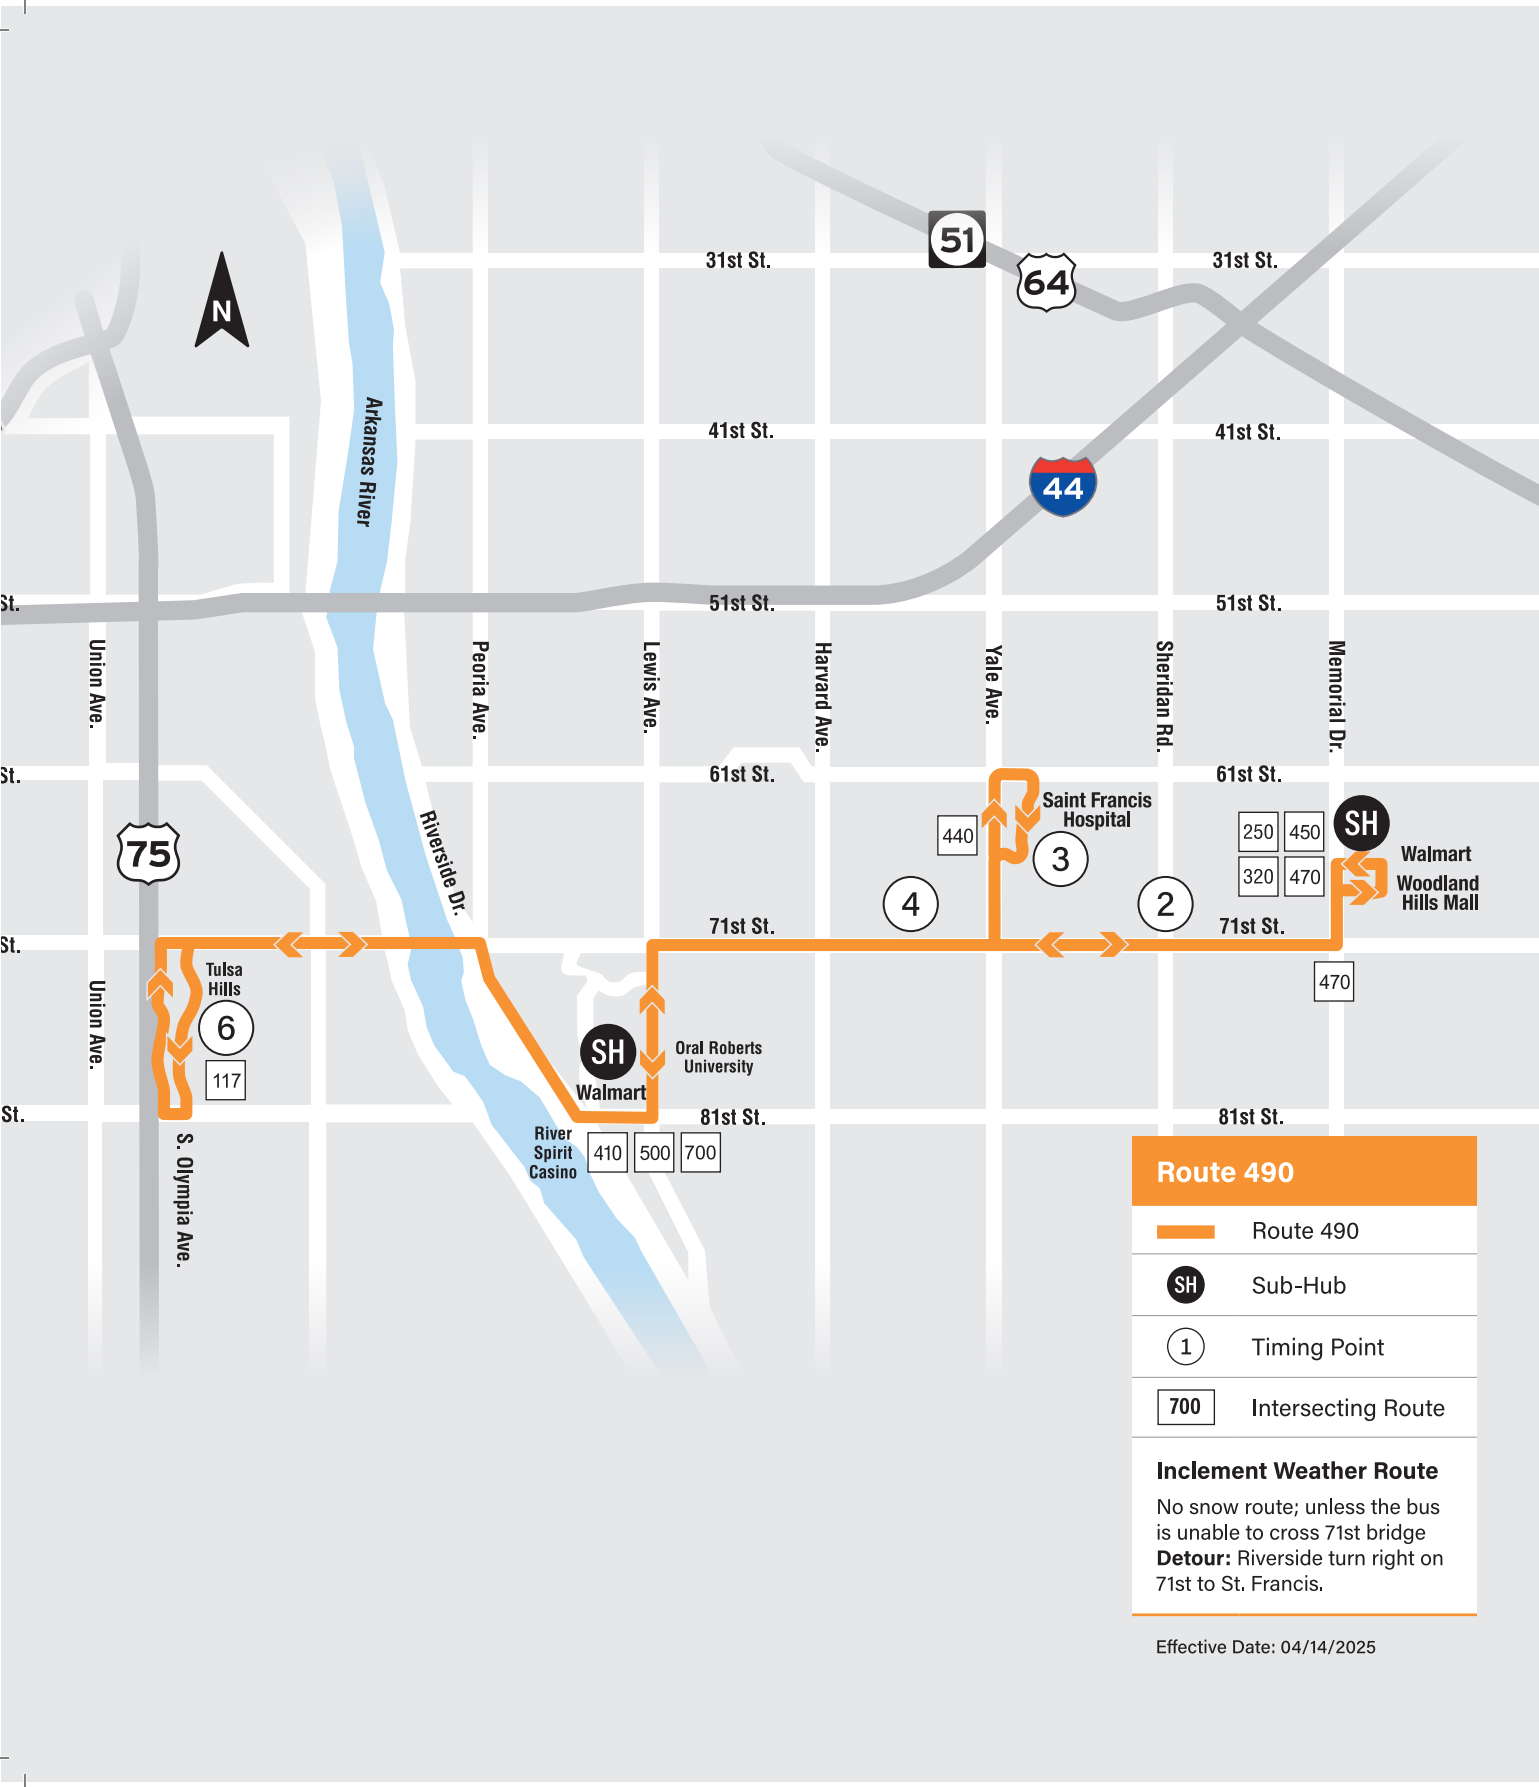 51
31st St.
31st St.
64
N
Arkansas River
41st St.
41st St.
44
St.
51st St.
51st St.
Union Ave.
Peoria Ave.
Lewis Ave.
Harvard Ave.
Yale Ave.
Sheridan Rd.
Memorial Dr.
St.
61st St.
61st St.
75
Riverside Dr.
440
Saint Francis
Hospital
3
250
450
SH
320
470
Walmart
Woodland
Hills Mall
4
2
St.
71st St.
71st St.
470
Union Ave.
Tulsa
Hills
6
117
SH
Walmart
Oral Roberts
University
St.
81st St.
81st St.
S. Olympia Ave.
River
Spirit
Casino
410
500
700
Route 490
Route 490
SH
Sub-Hub
1
Timing Point
700
Intersecting Route
Inclement Weather Route
No snow route; unless the bus
is unable to cross 71st bridge
Detour: Riverside turn right on
71st to St. Francis.
Effective Date: 04/14/2025